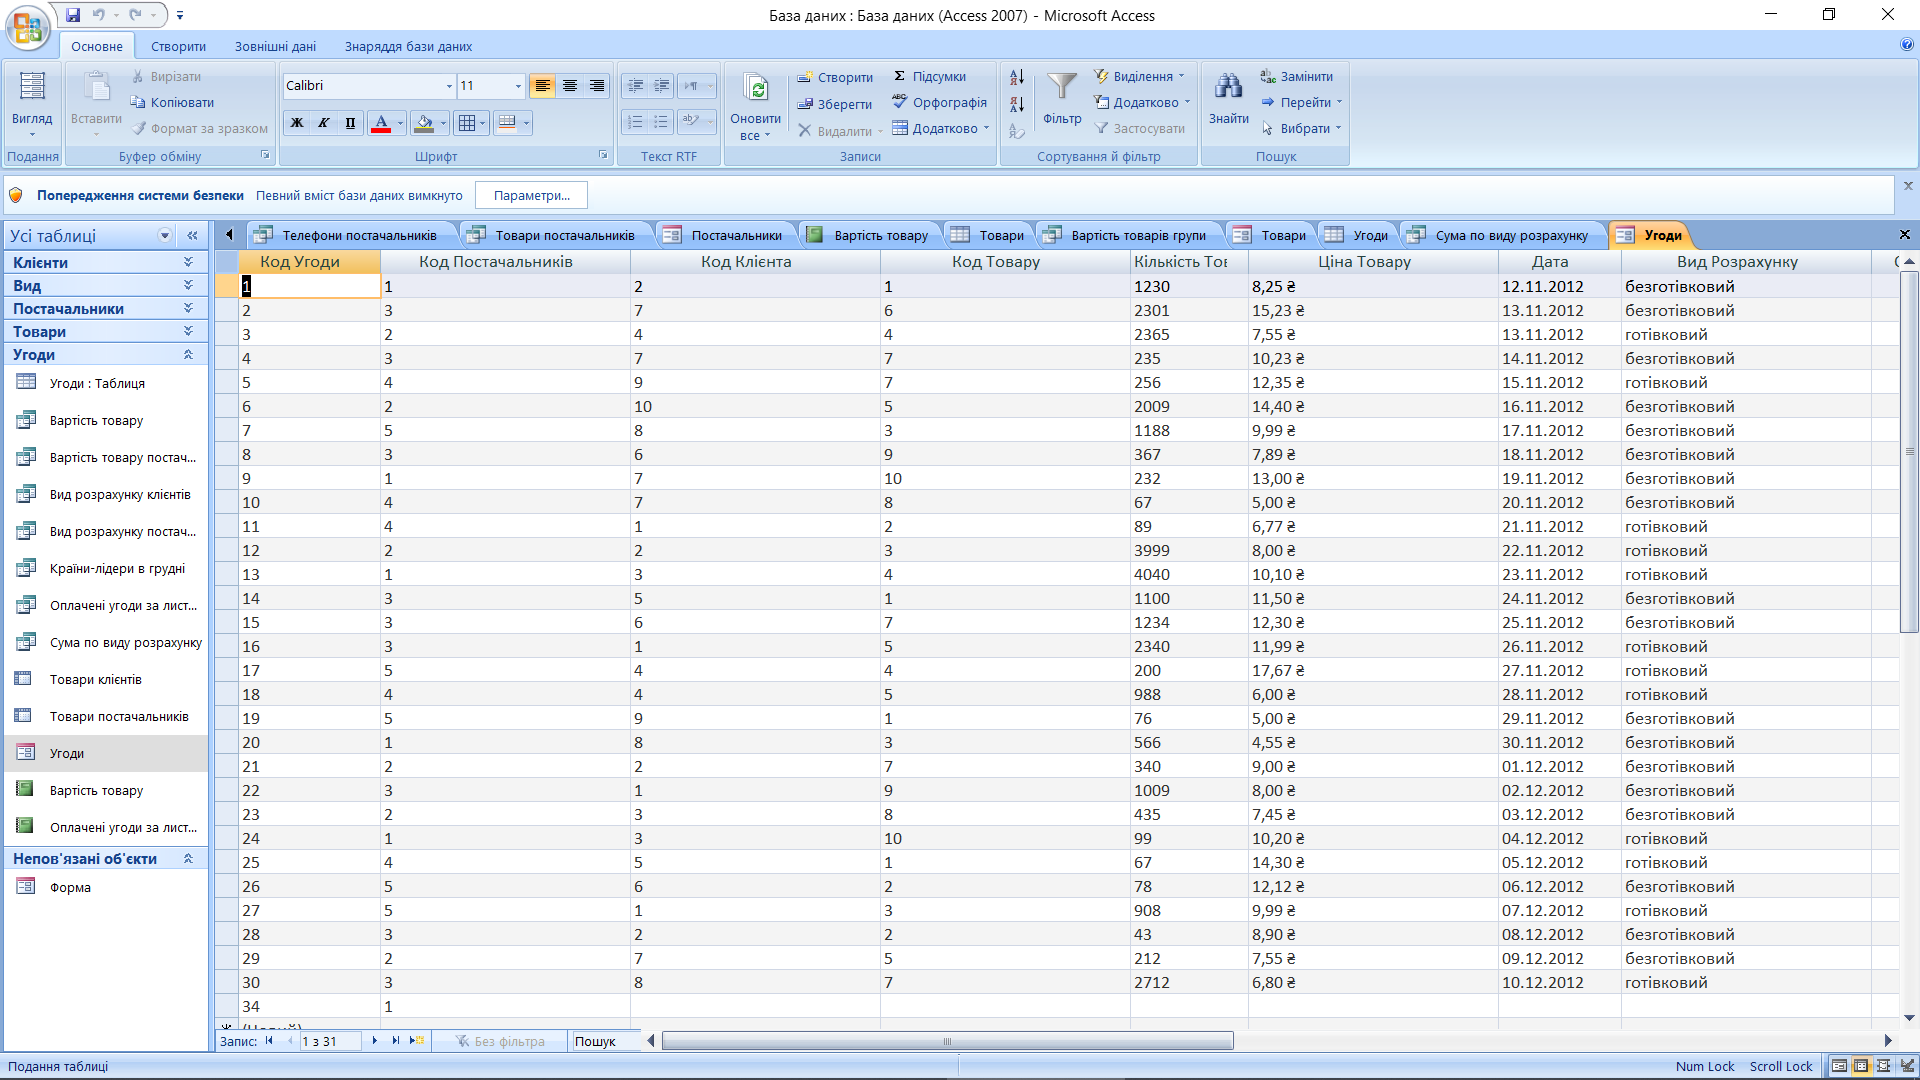 База даних : База даних (Access 2007) - Microsoft Access
Основне Створити Зовнішні дані Знаряддя бази даних
Вигляд
Подання
Вставити
Вирізати
Копіювати
Формат за зразком
Буфер обміну
Calibri 11
Ж К П А
Шрифт
Текст RTF
Оновити все
Створити
Зберегти
Видалити
Підсумки
Орфографія
Додатково
Записи
Фільтр
Виділення
Додатково
Застосувати
Сортування й фільтр
Знайти
Замінити
Перейти
Вибрати
Пошук
Попередження системи безпеки Певний вміст бази даних вимкнуто Параметри...
Усі таблиці
Клієнти
Вид
Постачальники
Товари
Угоди
Угоди : Таблиця
Вартість товару
Вартість товару постач...
Вид розрахунку клієнтів
Вид розрахунку постач...
Країни-лідери в грудні
Оплачені угоди за лист...
Сума по виду розрахунку
Товари клієнтів
Товари постачальників
Угоди
Вартість товару
Оплачені угоди за лист...
Непов'язані об'єкти
Форма
Телефони постачальників Товари постачальників Постачальники Вартість товару Товари Вартість товарів групи Товари Угоди Сума по виду розрахунку Угоди
Код Угоди Код Постачальників Код Клієнта Код Товару Кількість Тов Ціна Товару Дата Вид Розрахунку
1 1 2 1 1230 8,25 ₴ 12.11.2012 безготівковий
2 3 7 6 2301 15,23 ₴ 13.11.2012 безготівковий
3 2 4 4 2365 7,55 ₴ 13.11.2012 готівковий
4 3 7 7 235 10,23 ₴ 14.11.2012 безготівковий
5 4 9 7 256 12,35 ₴ 15.11.2012 готівковий
6 2 10 5 2009 14,40 ₴ 16.11.2012 безготівковий
7 5 8 3 1188 9,99 ₴ 17.11.2012 безготівковий
8 3 6 9 367 7,89 ₴ 18.11.2012 безготівковий
9 1 7 10 232 13,00 ₴ 19.11.2012 безготівковий
10 4 7 8 67 5,00 ₴ 20.11.2012 безготівковий
11 4 1 2 89 6,77 ₴ 21.11.2012 готівковий
12 2 2 3 3999 8,00 ₴ 22.11.2012 готівковий
13 1 3 4 4040 10,10 ₴ 23.11.2012 готівковий
14 3 5 1 1100 11,50 ₴ 24.11.2012 безготівковий
15 3 6 7 1234 12,30 ₴ 25.11.2012 безготівковий
16 3 1 5 2340 11,99 ₴ 26.11.2012 готівковий
17 5 4 4 200 17,67 ₴ 27.11.2012 готівковий
18 4 4 5 988 6,00 ₴ 28.11.2012 готівковий
19 5 9 1 76 5,00 ₴ 29.11.2012 безготівковий
20 1 8 3 566 4,55 ₴ 30.11.2012 безготівковий
21 2 2 7 340 9,00 ₴ 01.12.2012 безготівковий
22 3 1 9 1009 8,00 ₴ 02.12.2012 безготівковий
23 2 3 8 435 7,45 ₴ 03.12.2012 безготівковий
24 1 3 10 99 10,20 ₴ 04.12.2012 готівковий
25 4 5 1 67 14,30 ₴ 05.12.2012 готівковий
26 5 6 2 78 12,12 ₴ 06.12.2012 безготівковий
27 5 1 3 908 9,99 ₴ 07.12.2012 готівковий
28 3 2 2 43 8,90 ₴ 08.12.2012 безготівковий
29 2 7 5 212 7,55 ₴ 09.12.2012 безготівковий
30 3 8 7 2712 6,80 ₴ 10.12.2012 готівковий
34 1
Запис: 1 з 31 Без фільтра Пошук
Подання таблиці Num Lock Scroll Lock